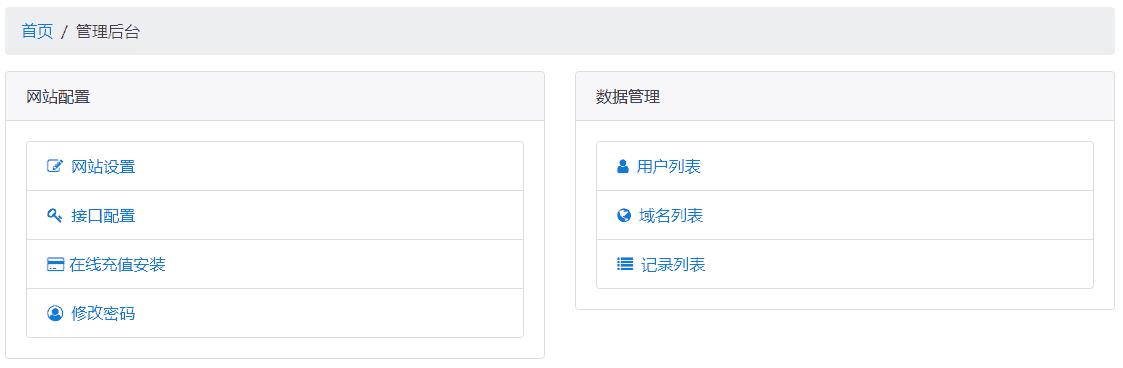 首页 / 管理后台
网站配置
网站设置
接口配置
在线充值安装
修改密码
数据管理
用户列表
域名列表
记录列表